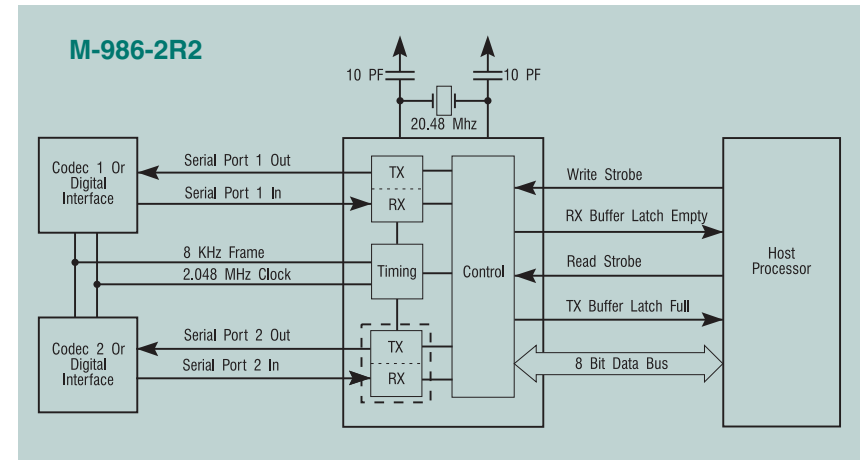 M-986-2R2
10 PF
10 PF
20.48 Mhz
Codec 1 Or
Digital
Interface
Serial Port 1 Out
Serial Port 1 In
TX
RX
8 KHz Frame
2.048 MHz Clock
Timing
Control
Codec 2 Or
Digital
Interface
Serial Port 2 Out
Serial Port 2 In
TX
RX
Write Strobe
RX Buffer Latch Empty
Read Strobe
TX Buffer Latch Full
8 Bit Data Bus
Host
Processor